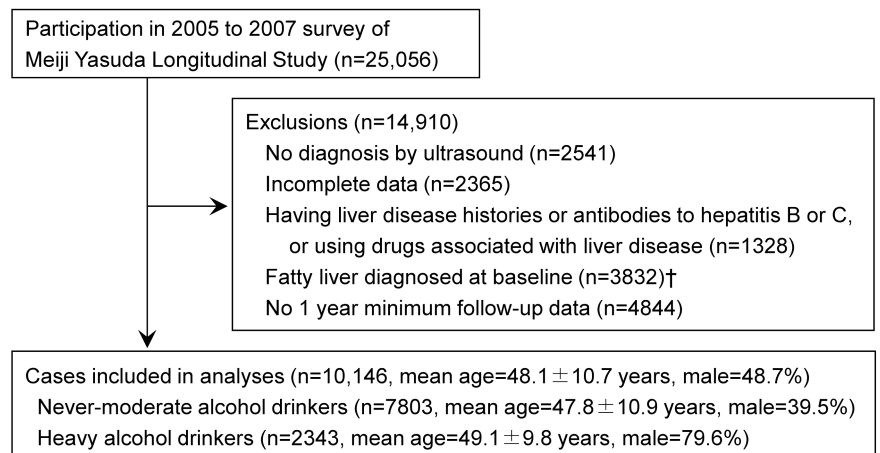 Participation in 2005 to 2007 survey of
Meiji Yasuda Longitudinal Study (n=25,056)
Exclusions (n=14,910)
No diagnosis by ultrasound (n=2541)
Incomplete data (n=2365)
Having liver disease histories or antibodies to hepatitis B or C,
or using drugs associated with liver disease (n=1328)
Fatty liver diagnosed at baseline (n=3832)†
No 1 year minimum follow-up data (n=4844)
Cases included in analyses (n=10,146, mean age=48.1±10.7 years, male=48.7%)
Never-moderate alcohol drinkers (n=7803, mean age=47.8±10.9 years, male=39.5%)
Heavy alcohol drinkers (n=2343, mean age=49.1±9.8 years, male=79.6%)